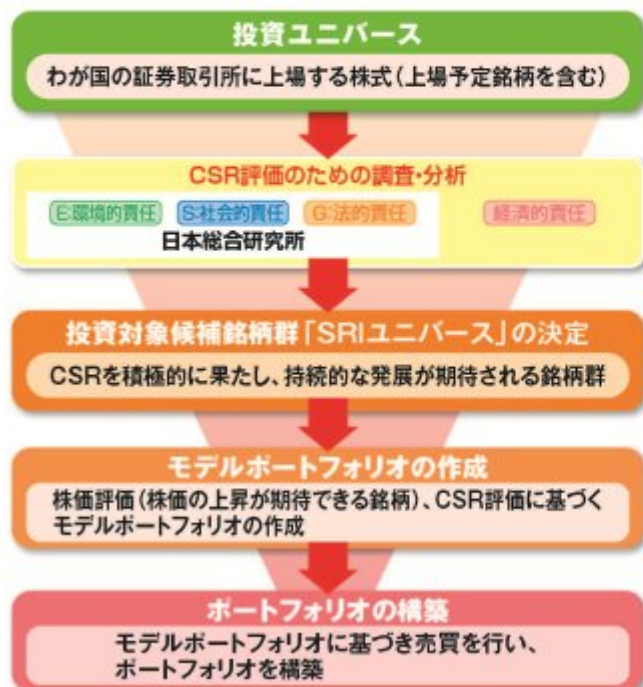 投資ユニバース
わが国の証券取引所に上場する株式(上場予定銘柄を含む)
CSR評価のための調査・分析
E:環境的責任 S:社会的責任 G:法的責任 経済的責任
日本総合研究所
投資対象候補銘柄群「SRIユニバース」の決定
CSRを積極的に果たし、持続的な発展が期待される銘柄群
モデルポートフォリオの作成
株価評価(株価の上昇が期待できる銘柄)、CSR評価に基づく
モデルポートフォリオの作成
ポートフォリオの構築
モデルポートフォリオに基づき売買を行い、
ポートフォリオを構築